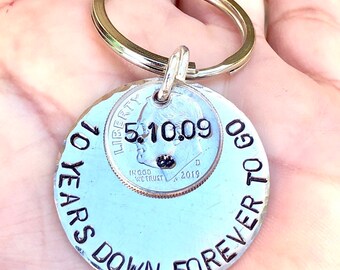 LIBERTY
5.10.09
IN GOD
WE TRUST
D
2019
10 YEARS DOWN FOREVER TO GO